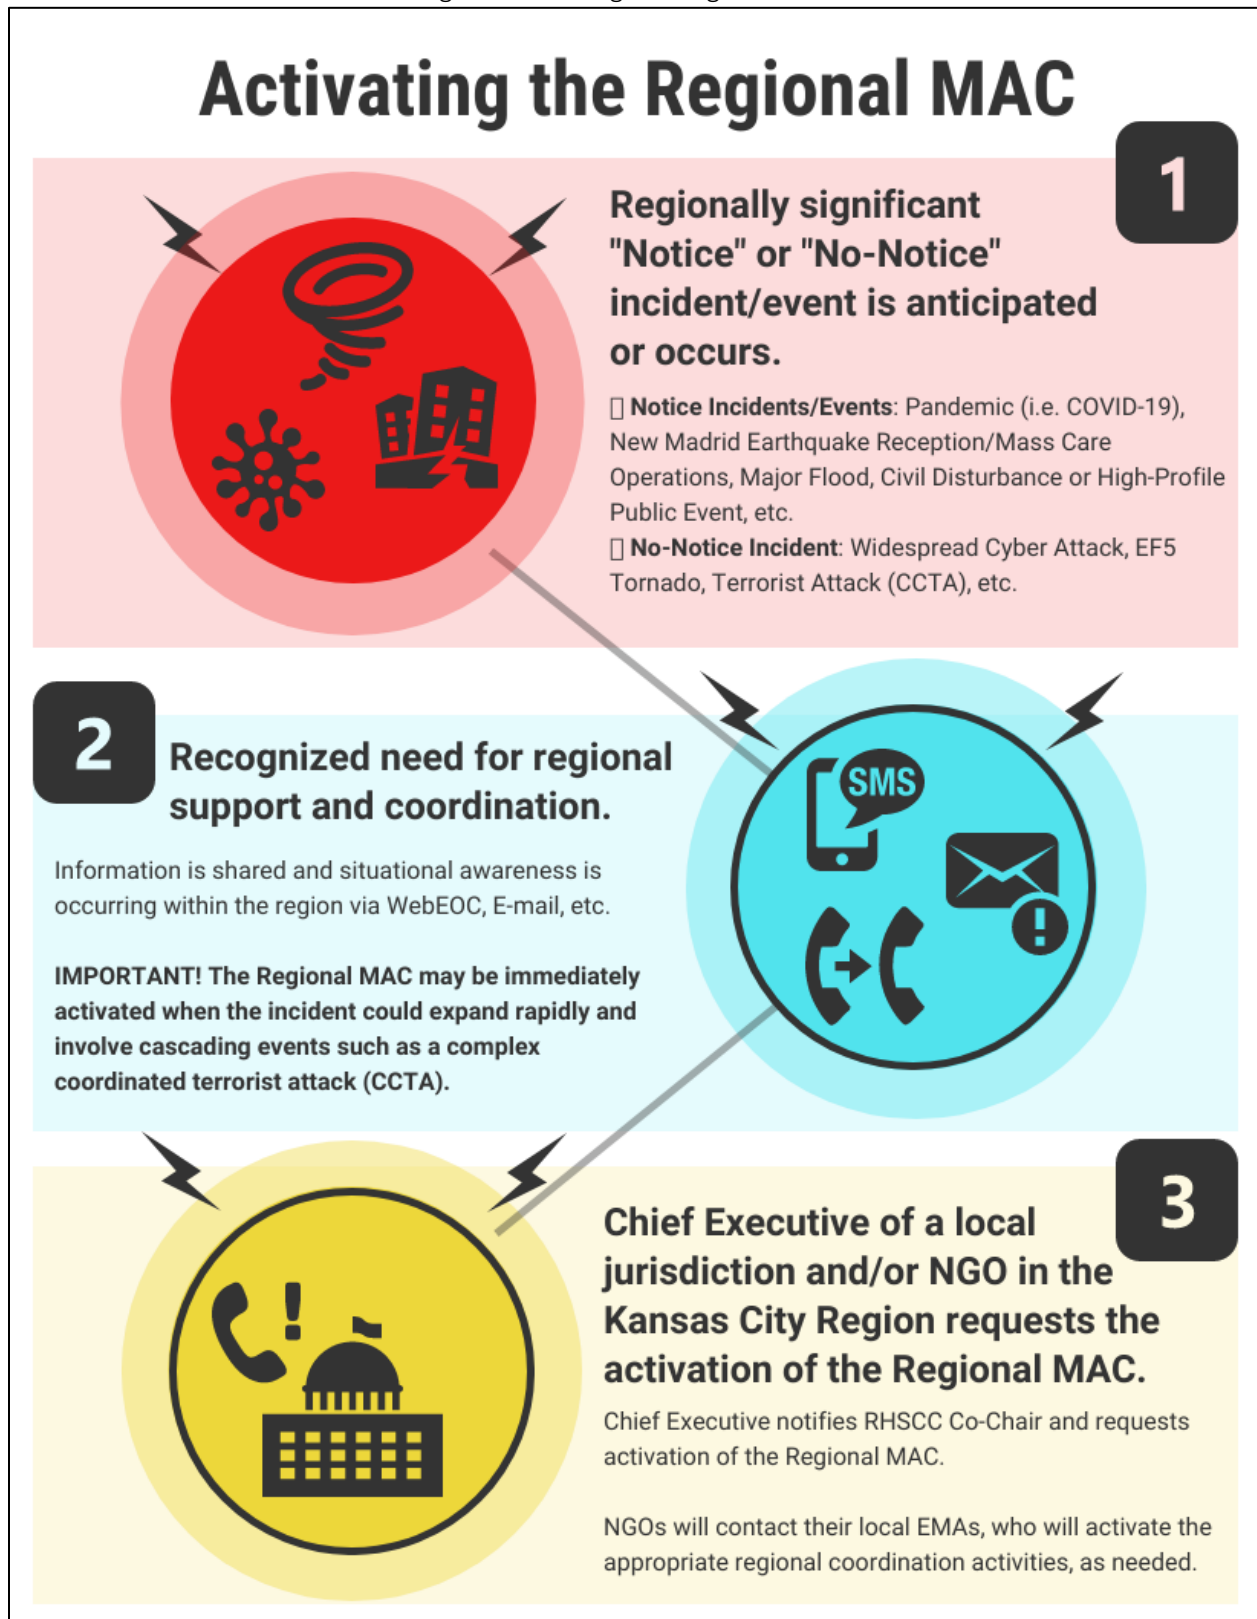 Activating the Regional MAC
1
Regionally significant
"Notice" or "No-Notice"
incident/event is anticipated
or occurs.
Notice Incidents/Events: Pandemic (i.e. COVID-19),
New Madrid Earthquake Reception/Mass Care
Operations, Major Flood, Civil Disturbance or High-Profile
Public Event, etc.
No-Notice Incident: Widespread Cyber Attack, EF5
Tornado, Terrorist Attack (CCTA), etc.
2
Recognized need for regional
support and coordination.
Information is shared and situational awareness is
occurring within the region via WebEOC, E-mail, etc.
IMPORTANT! The Regional MAC may be immediately
activated when the incident could expand rapidly and
involve cascading events such as a complex
coordinated terrorist attack (CCTA).
SMS
!
3
Chief Executive of a local
jurisdiction and/or NGO in the
Kansas City Region requests the
activation of the Regional MAC.
Chief Executive notifies RHSCC Co-Chair and requests
activation of the Regional MAC.
NGOs will contact their local EMAs, who will activate the
appropriate regional coordination activities, as needed.
!